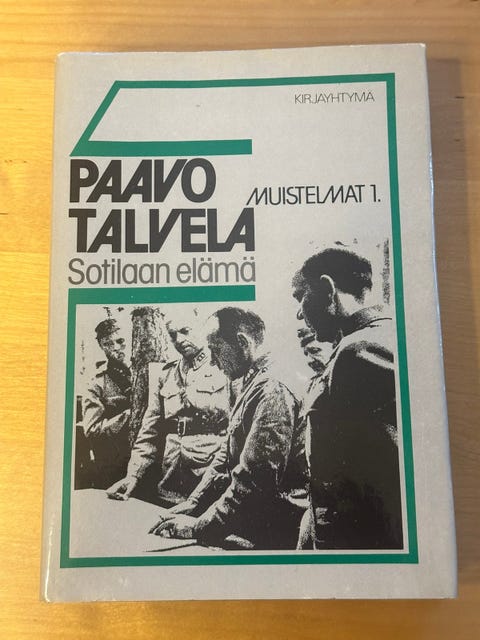 KIRJAYHTYMÄ
PAAVO
TALVELA
MUISTELMAT 1.
Sotilaan elämä